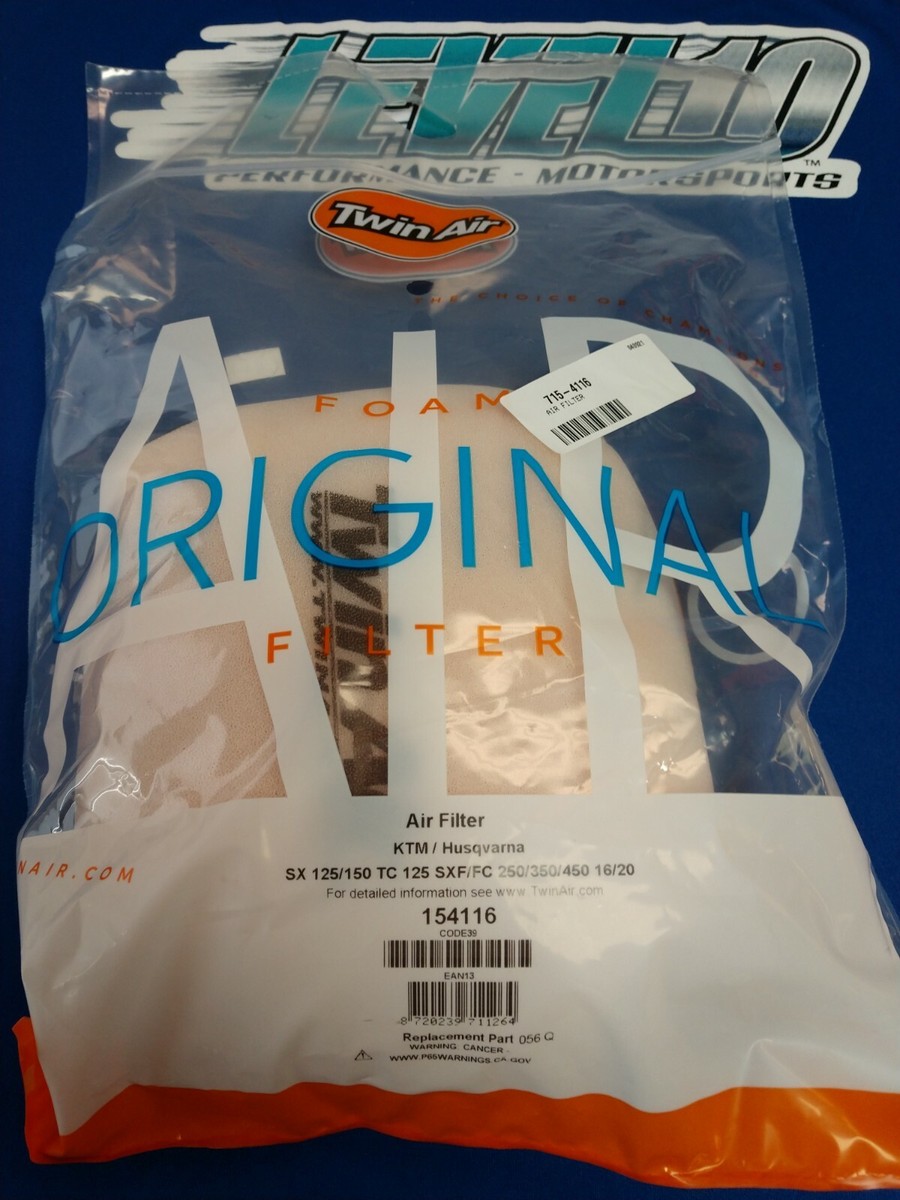 LEVEL 10
TM
PERFORMANCE - MOTORSPORTS
Twin Air
THE CHOICE OF CHAMPIONS
AIR
043021
715-4116
AIR FILTER
FOAM
ORIGINAL
FILTER
TWIN A
Air Filter
KTM / Husqvarna
NAIR.COM
SX 125/150 TC 125 SXF/FC 250/350/450 16/20
For detailed information see www.TwinAir.com
154116
CODE39
EAN13
8 720239 711264
Replacement Part 056 Q
WARNING: CANCER -
WWW.P65WARNINGS.CA.GOV